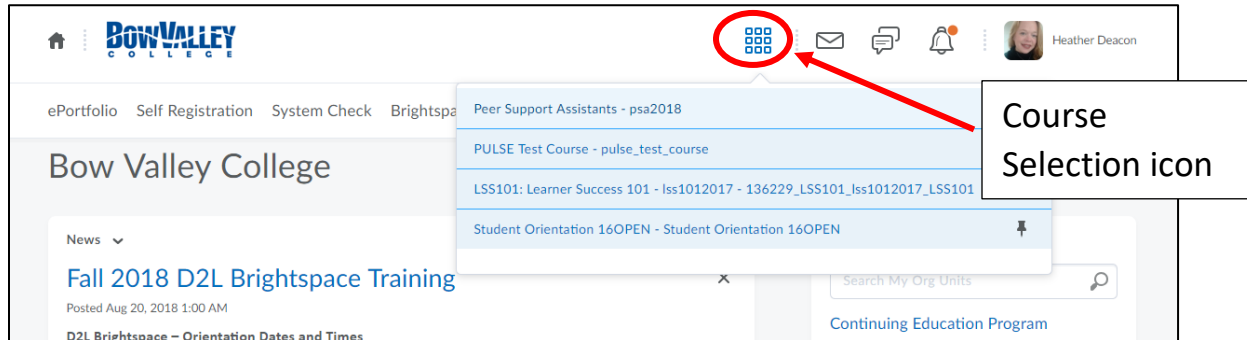 BOWVALLEY
COLLEGE
Heather Deacon
ePortfolio Self Registration System Check Brightspa
Peer Support Assistants - psa2018
PULSE Test Course - pulse_test_course
LSS101: Learner Success 101 - lss1012017 - 136229_LSS101_lss1012017_LSS101
Student Orientation 16OPEN - Student Orientation 16OPEN
Course
Selection icon
Bow Valley College
News
Fall 2018 D2L Brightspace Training
Posted Aug 20, 2018 1:00 AM
D2L Brightspace – Orientation Dates and Times
Search My Org Units
Continuing Education Program